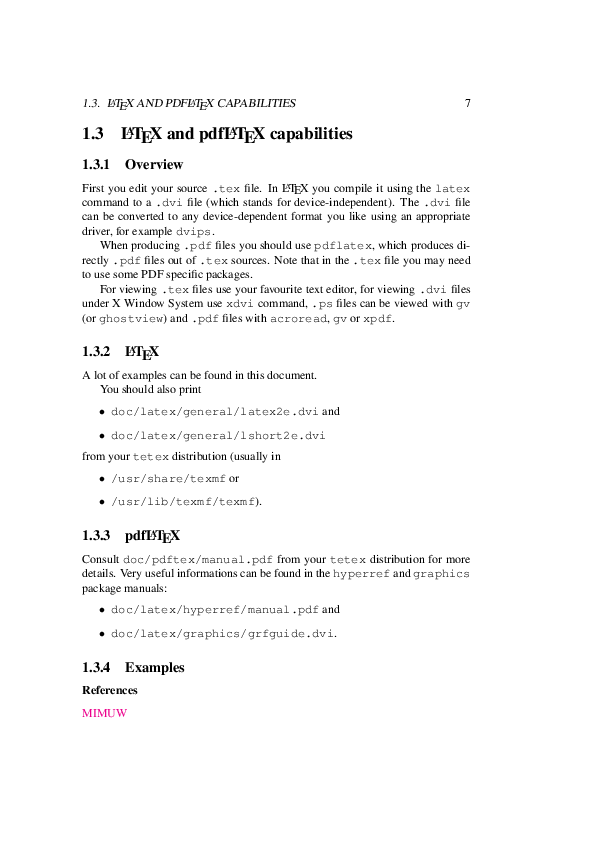 1.3. LATEX AND PDFLATEX CAPABILITIES 7
1.3 LATEX and pdfLATEX capabilities
1.3.1 Overview
First you edit your source .tex file. In LATEX you compile it using the latex
command to a .dvi file (which stands for device-independent). The .dvi file
can be converted to any device-dependent format you like using an appropriate
driver, for example dvips.
When producing .pdf files you should use pdflatex, which produces di-
rectly .pdf files out of .tex sources. Note that in the .tex file you may need
to use some PDF specific packages.
For viewing .tex files use your favourite text editor, for viewing .dvi files
under X Window System use xdvi command, .ps files can be viewed with gv
(or ghostview) and .pdf files with acroread, gv or xpdf.
1.3.2 LATEX
A lot of examples can be found in this document.
You should also print
• doc/latex/general/latex2e.dvi and
• doc/latex/general/lshort2e.dvi
from your tetex distribution (usually in
• /usr/share/texmf or
• /usr/lib/texmf/texmf).
1.3.3 pdfLATEX
Consult doc/pdftex/manual.pdf from your tetex distribution for more
details. Very useful informations can be found in the hyperref and graphics
package manuals:
• doc/latex/hyperref/manual.pdf and
• doc/latex/graphics/grfguide.dvi.
1.3.4 Examples
References
MIMUW